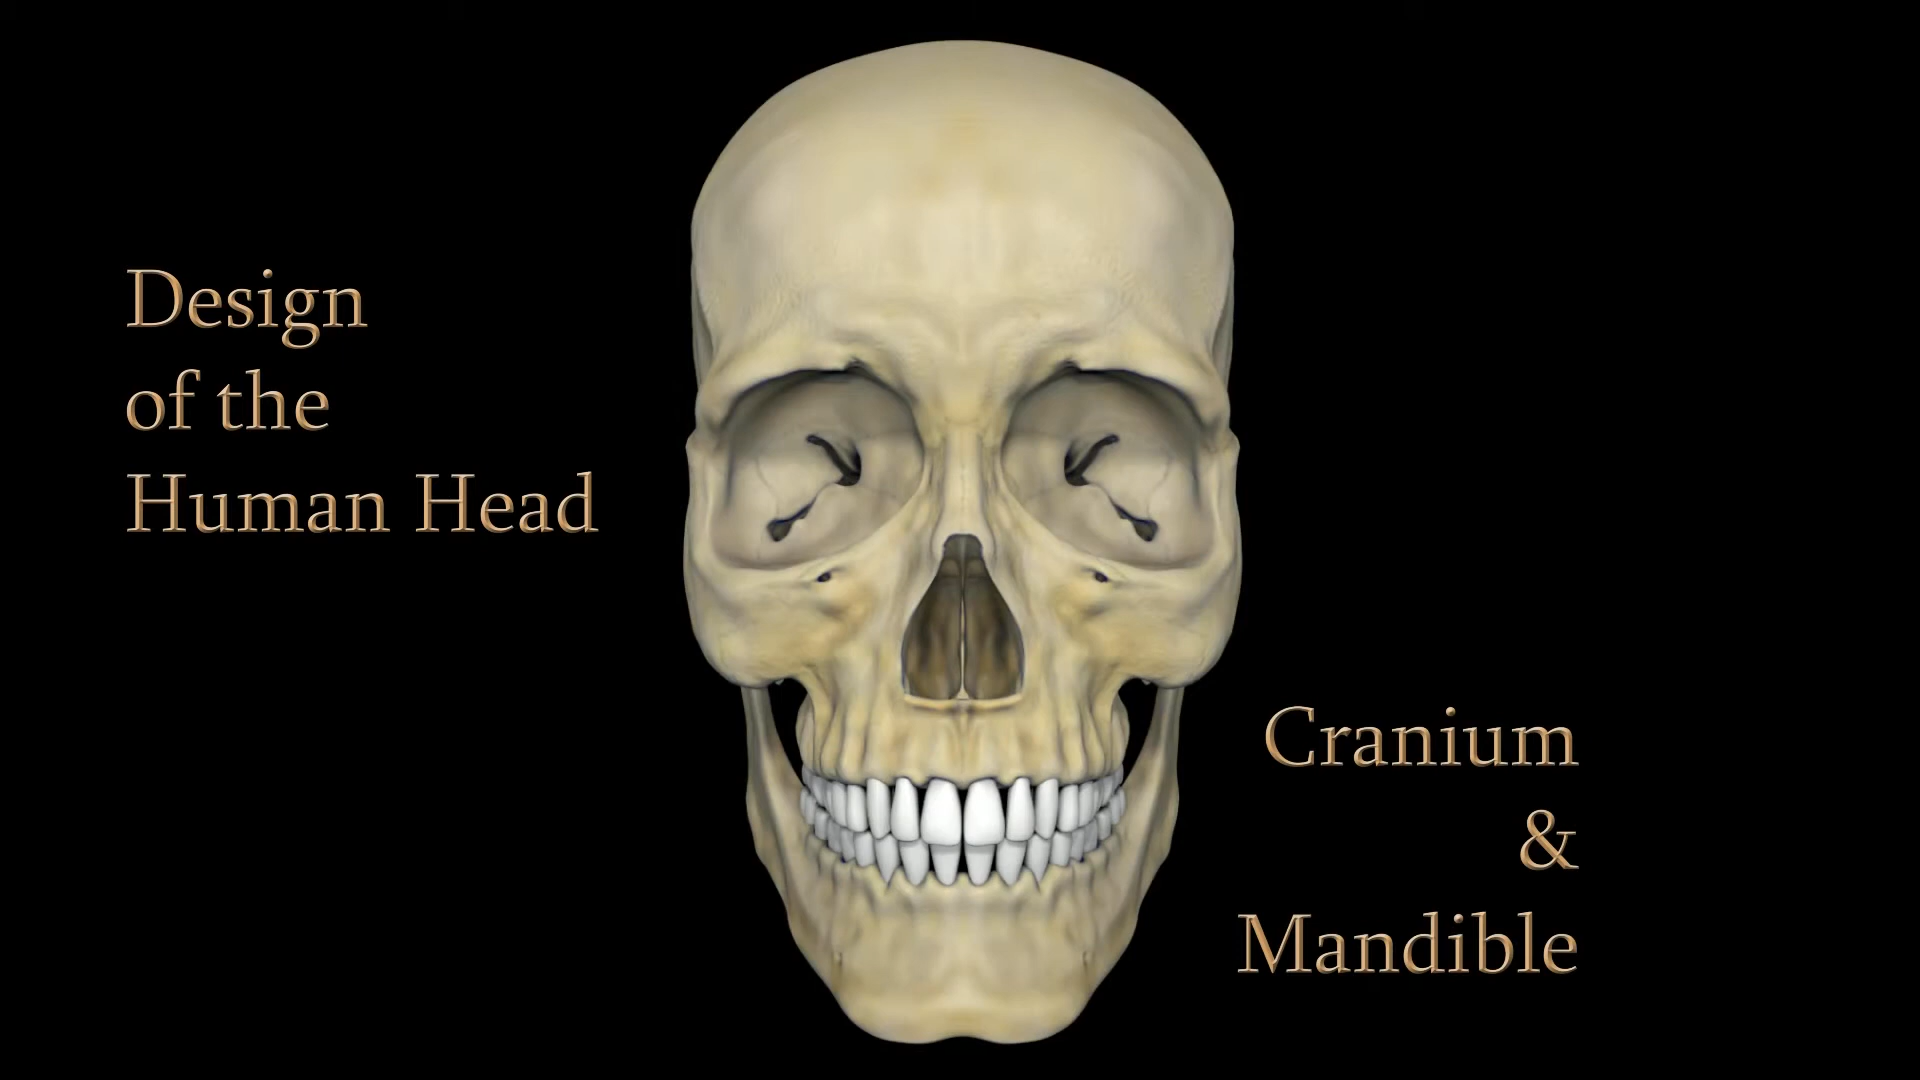 Design
of the
Human Head
Cranium
&
Mandible